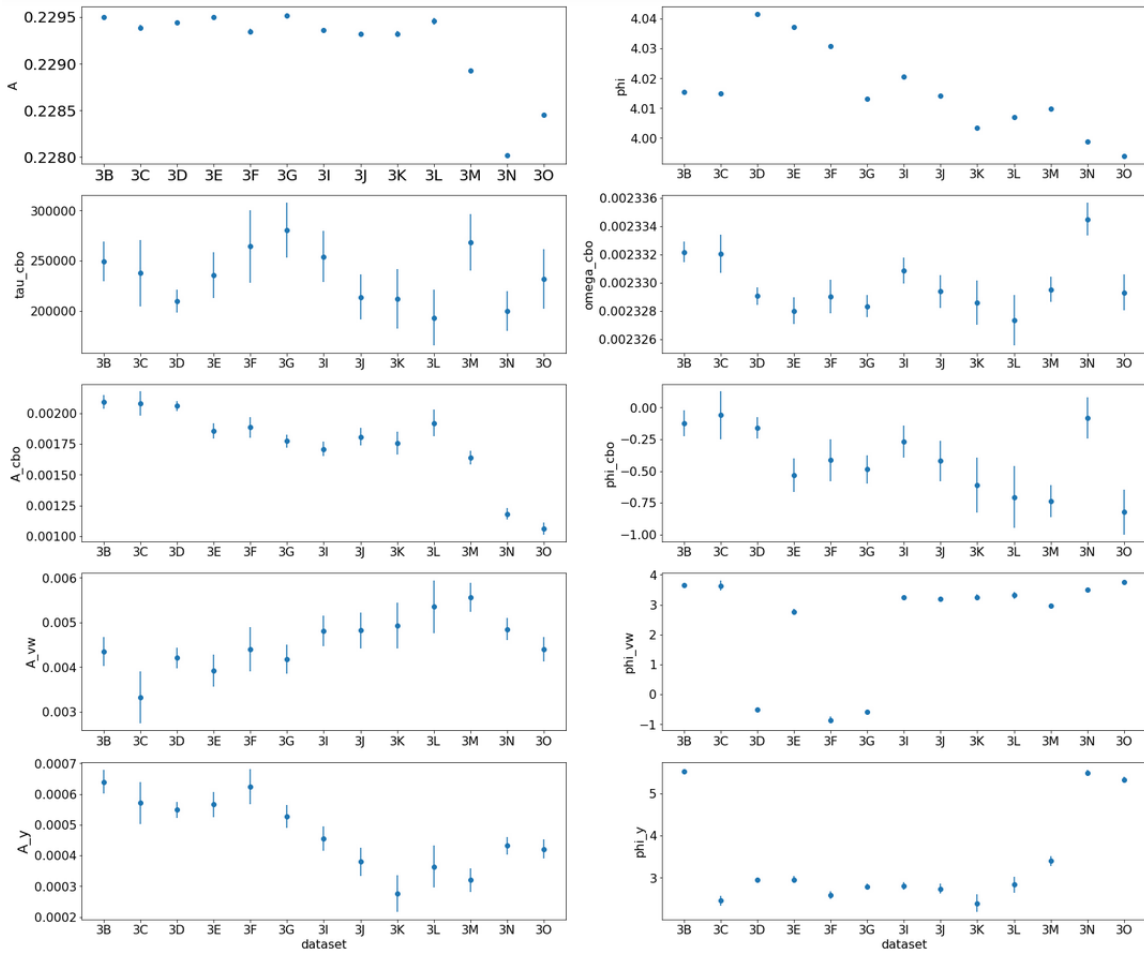 A
0.2295
0.2290
0.2285
0.2280
3B 3C 3D 3E 3F 3G 3I 3J 3K 3L 3M 3N 3O
phi
4.04
4.03
4.02
4.01
4.00
3B 3C 3D 3E 3F 3G 3I 3J 3K 3L 3M 3N 3O
tau_cbo
300000
250000
200000
3B 3C 3D 3E 3F 3G 3I 3J 3K 3L 3M 3N 3O
omega_cbo
0.002336
0.002334
0.002332
0.002330
0.002328
0.002326
3B 3C 3D 3E 3F 3G 3I 3J 3K 3L 3M 3N 3O
A_cbo
0.00200
0.00175
0.00150
0.00125
0.00100
3B 3C 3D 3E 3F 3G 3I 3J 3K 3L 3M 3N 3O
phi_cbo
0.00
−0.25
−0.50
−0.75
−1.00
3B 3C 3D 3E 3F 3G 3I 3J 3K 3L 3M 3N 3O
A_vw
0.006
0.005
0.004
0.003
3B 3C 3D 3E 3F 3G 3I 3J 3K 3L 3M 3N 3O
phi_vw
4
3
2
1
0
−1
3B 3C 3D 3E 3F 3G 3I 3J 3K 3L 3M 3N 3O
A_y
0.0007
0.0006
0.0005
0.0004
0.0003
0.0002
3B 3C 3D 3E 3F 3G 3I 3J 3K 3L 3M 3N 3O
dataset
phi_y
5
4
3
3B 3C 3D 3E 3F 3G 3I 3J 3K 3L 3M 3N 3O
dataset